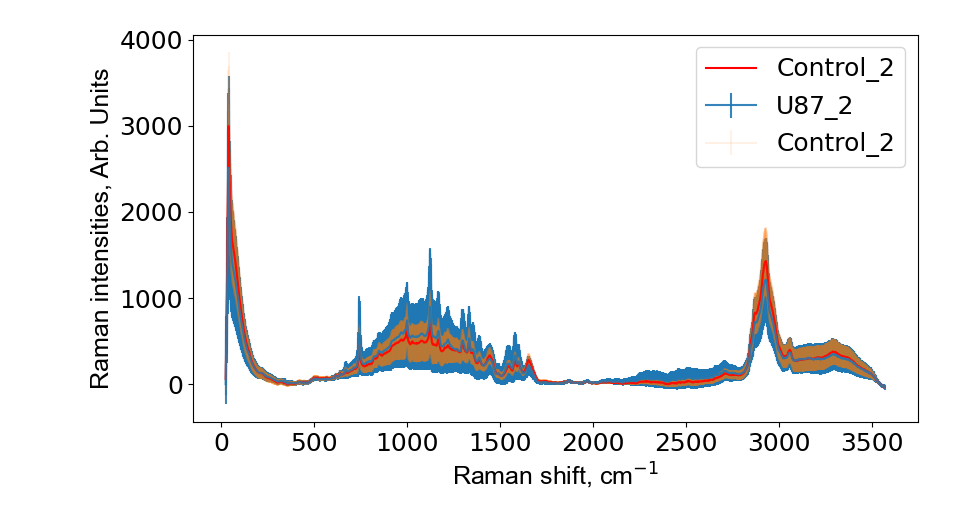 4000
3000
2000
1000
0
Raman intensities, Arb. Units
Control_2
U87_2
Control_2
0 500 1000 1500 2000 2500 3000 3500
Raman shift, cm⁻¹